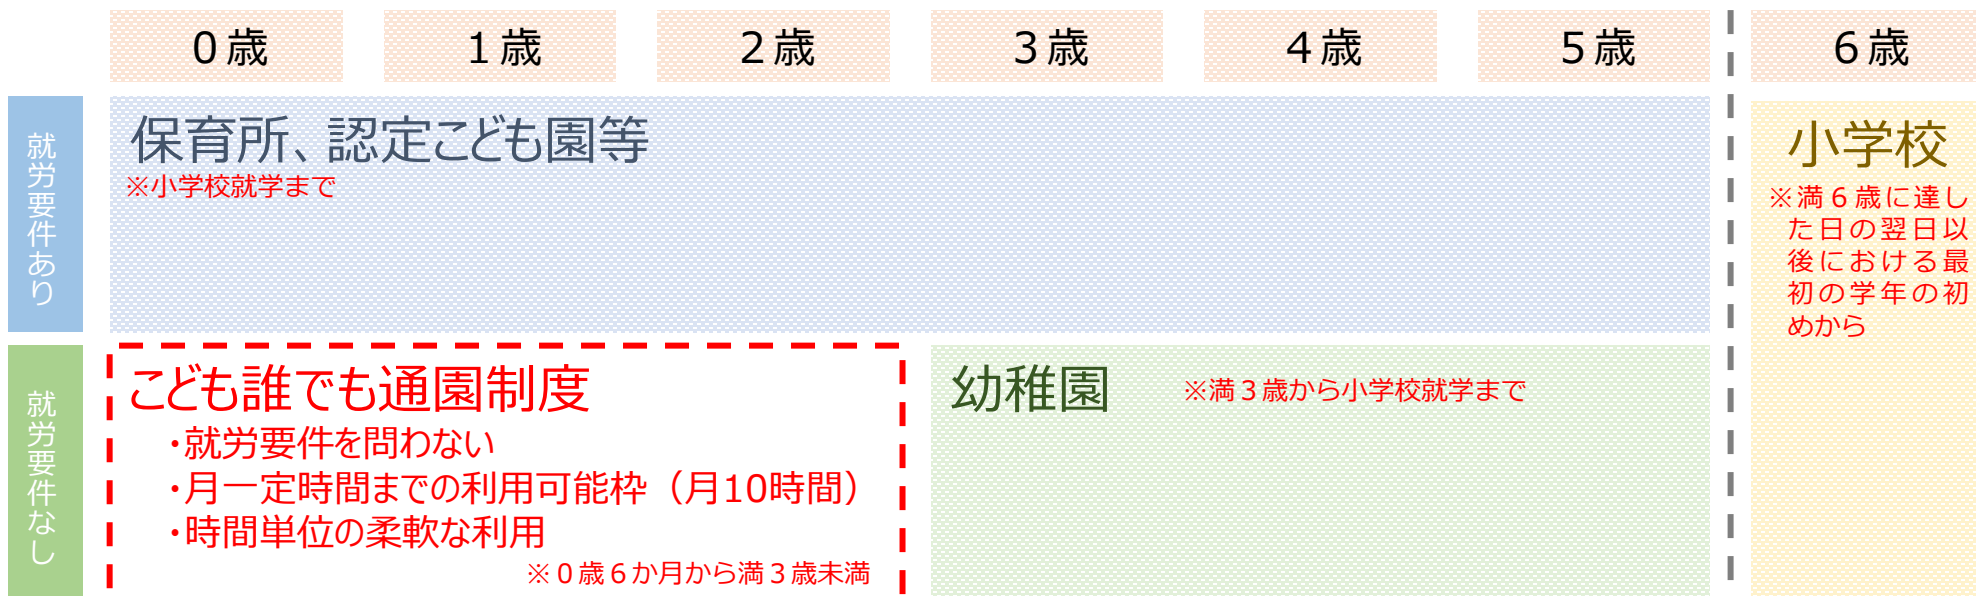 ０歳
１歳
２歳
３歳
４歳
５歳
６歳
就労要件あり
保育所、認定こども園等
※小学校就学まで
小学校
※満６歳に達し
た日の翌日以
後における最
初の学年の初
めから
就労要件なし
こども誰でも通園制度
・就労要件を問わない
・月一定時間までの利用可能枠（月10時間）
・時間単位の柔軟な利用
※０歳６か月から満３歳未満
幼稚園
※満３歳から小学校就学まで